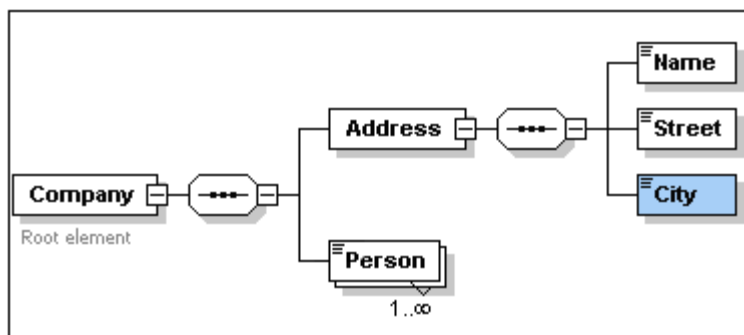 Name
Address
Street
Company
City
Root element
Person
1..∞